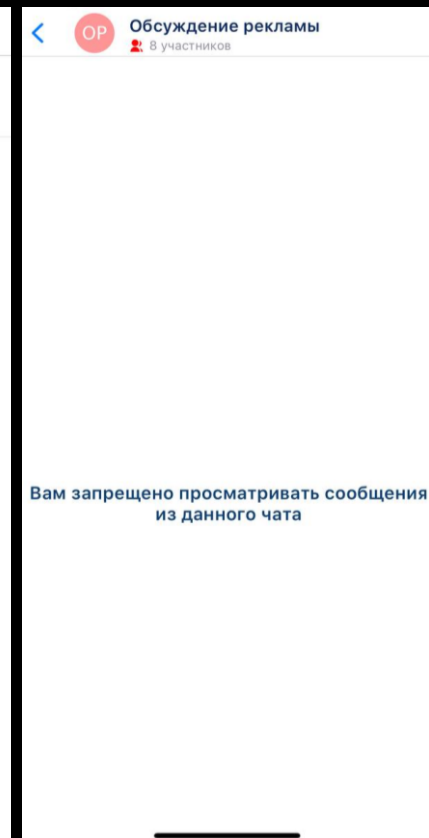 ОР
Обсуждение рекламы
8 участников
Вам запрещено просматривать сообщения
из данного чата